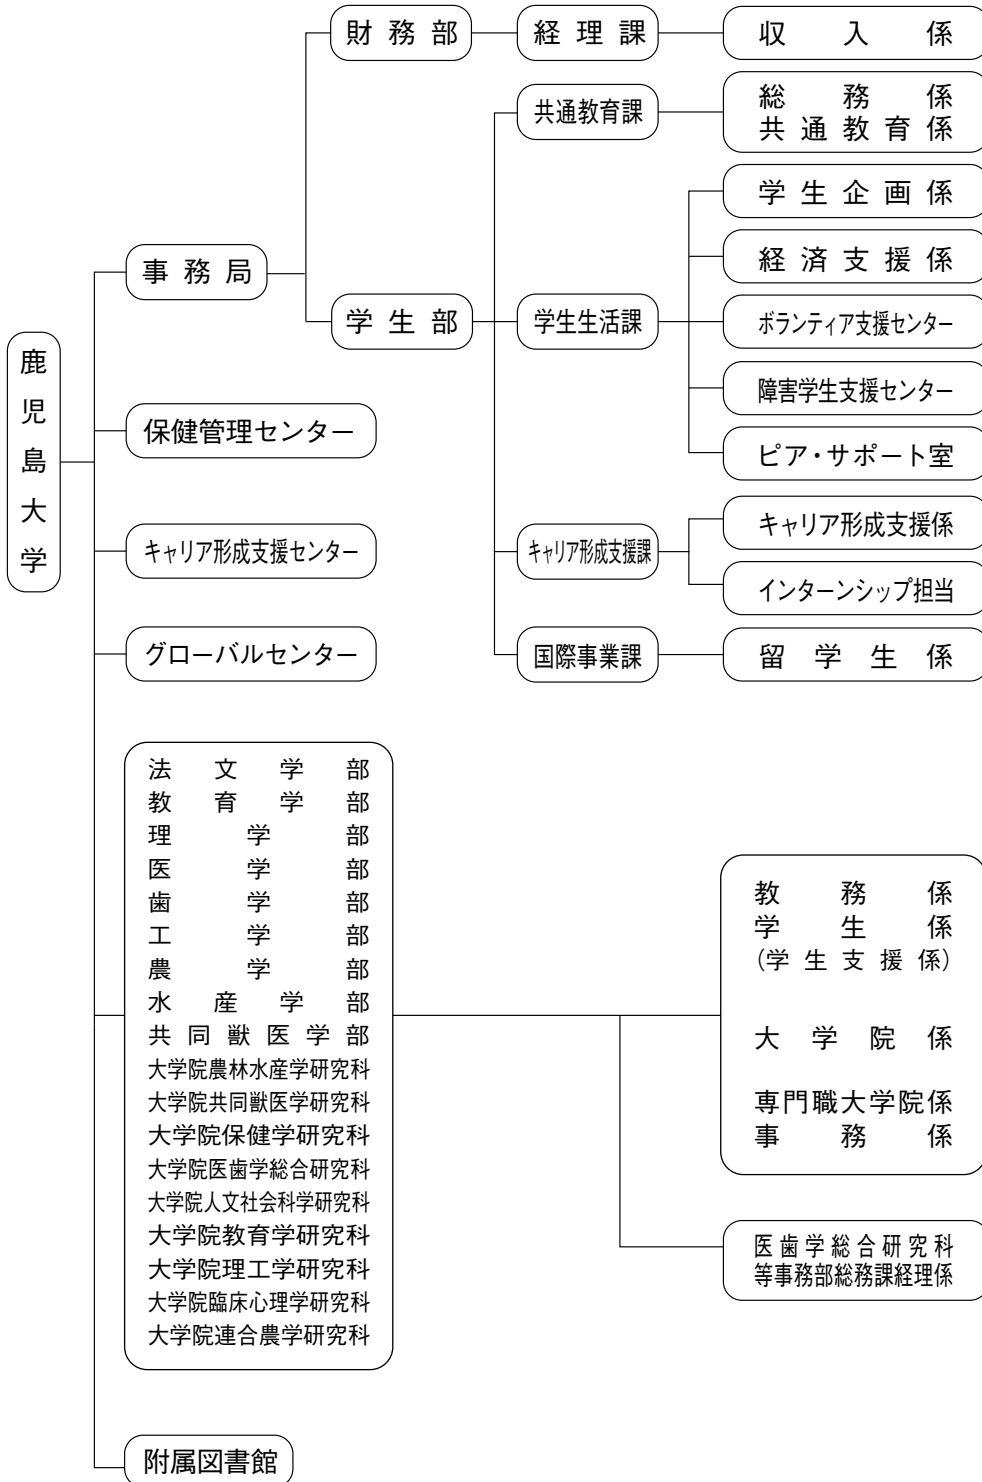 鹿児島大学
事務局
財務部
経理課
収入係
学生部
共通教育課
総務係
共通教育係
学生生活課
学生企画係
経済支援係
ボランティア支援センター
障害学生支援センター
ピア・サポート室
キャリア形成支援課
キャリア形成支援係
インターンシップ担当
国際事業課
留学生係
保健管理センター
キャリア形成支援センター
グローバルセンター
法文学部
教育学部
理学部
医学部
歯学部
工学部
農学部
水産学部
共同獣医学部
大学院農林水産学研究科
大学院共同獣医学研究科
大学院保健学研究科
大学院医歯学総合研究科
大学院人文社会科学研究科
大学院教育学研究科
大学院理工学研究科
大学院臨床心理学研究科
大学院連合農学研究科
教務係
学生係
(学生支援係)
大学院係
専門職大学院係
事務係
医歯学総合研究科
等事務部総務課経理係
附属図書館